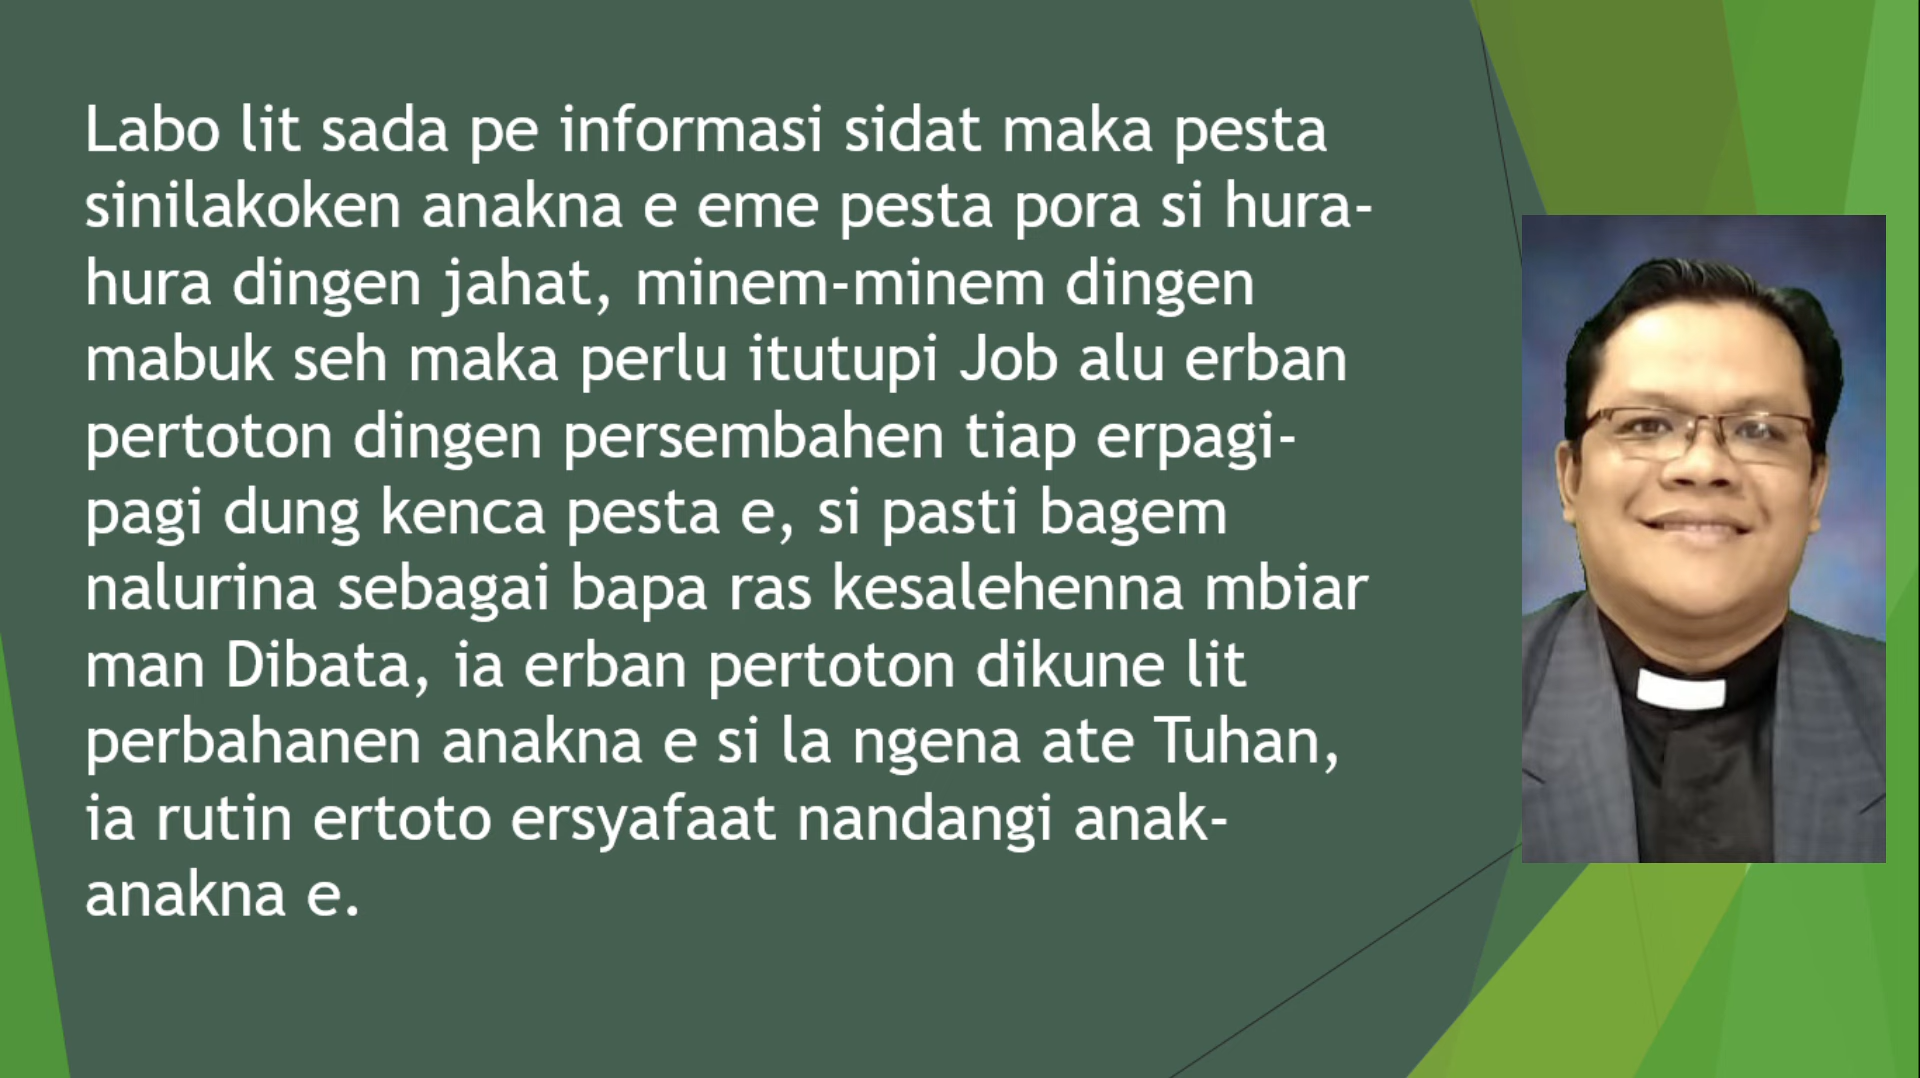 Labo lit sada pe informasi sidat maka pesta
sinilakoken anakna e eme pesta pora si hura-
hura dingen jahat, minem-minem dingen
mabuk seh maka perlu itutupi Job alu erban
pertoton dingen persembahen tiap erpagi-
pagi dung kenca pesta e, si pasti bagem
nalurina sebagai bapa ras kesalehenna mbiar
man Dibata, ia erban pertoton dikune lit
perbahanen anakna e si la ngena ate Tuhan,
ia rutin ertoto ersyafaat nandangi anak-
anakna e.